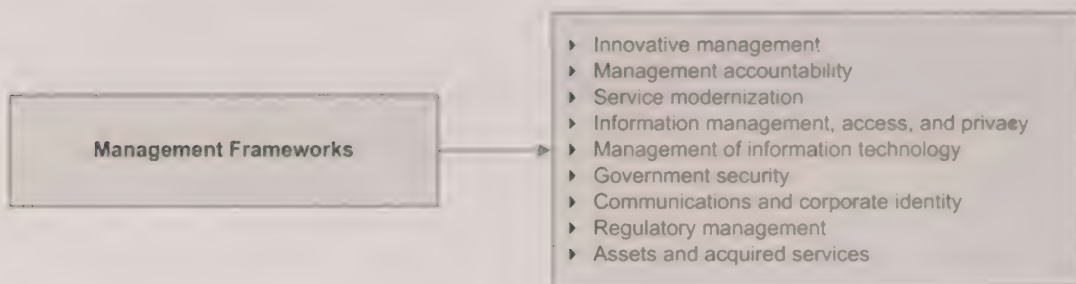 Management Frameworks
▸ Innovative management
▸ Management accountability
▸ Service modernization
▸ Information management, access, and privacy
▸ Management of information technology
▸ Government security
▸ Communications and corporate identity
▸ Regulatory management
▸ Assets and acquired services